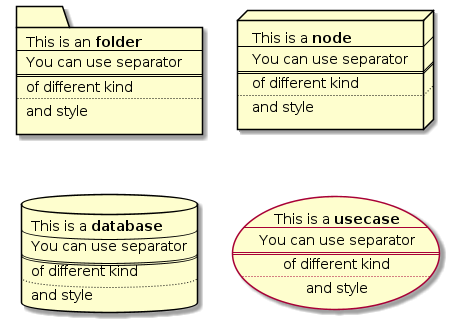 This is an folder
You can use separator
of different kind
and style
This is a node
You can use separator
of different kind
and style
This is a database
You can use separator
of different kind
and style
This is a usecase
You can use separator
of different kind
and style